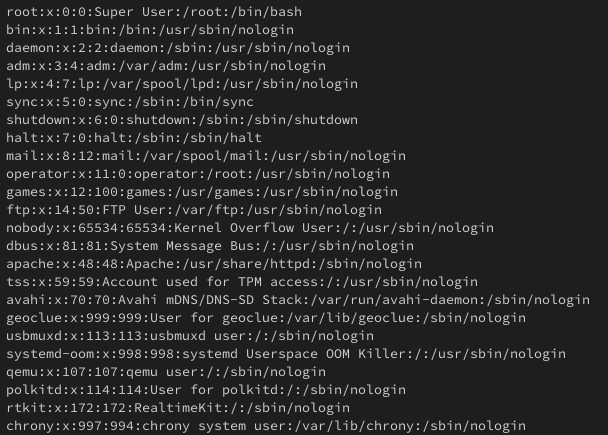 root:x:0:0:Super User:/root:/bin/bash
bin:x:1:1:bin:/bin:/usr/sbin/nologin
daemon:x:2:2:daemon:/sbin:/usr/sbin/nologin
adm:x:3:4:adm:/var/adm:/usr/sbin/nologin
lp:x:4:7:lp:/var/spool/lpd:/usr/sbin/nologin
sync:x:5:0:sync:/sbin:/bin/sync
shutdown:x:6:0:shutdown:/sbin:/sbin/shutdown
halt:x:7:0:halt:/sbin:/sbin/halt
mail:x:8:12:mail:/var/spool/mail:/usr/sbin/nologin
operator:x:11:0:operator:/root:/usr/sbin/nologin
games:x:12:100:games:/usr/games:/usr/sbin/nologin
ftp:x:14:50:FTP User:/var/ftp:/usr/sbin/nologin
nobody:x:65534:65534:Kernel Overflow User:/:/usr/sbin/nologin
dbus:x:81:81:System Message Bus:/:/usr/sbin/nologin
apache:x:48:48:Apache:/usr/share/httpd:/sbin/nologin
tss:x:59:59:Account used for TPM access:/:/usr/sbin/nologin
avahi:x:70:70:Avahi mDNS/DNS-SD Stack:/var/run/avahi-daemon:/sbin/nologin
geoclue:x:999:999:User for geoclue:/var/lib/geoclue:/sbin/nologin
usbmuxd:x:113:113:usbmuxd user:/:/sbin/nologin
systemd-oom:x:998:998:systemd Userspace OOM Killer:/:/usr/sbin/nologin
qemu:x:107:107:qemu user:/:/sbin/nologin
polkitd:x:114:114:User for polkitd:/:/sbin/nologin
rtkit:x:172:172:RealtimeKit:/:/sbin/nologin
chrony:x:997:994:chrony system user:/var/lib/chrony:/sbin/nologin